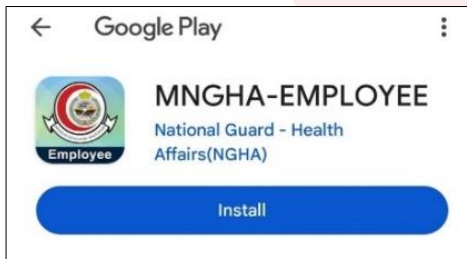 Google Play
MNGHA-EMPLOYEE
National Guard - Health
Affairs(NGHA)
Employee
Install